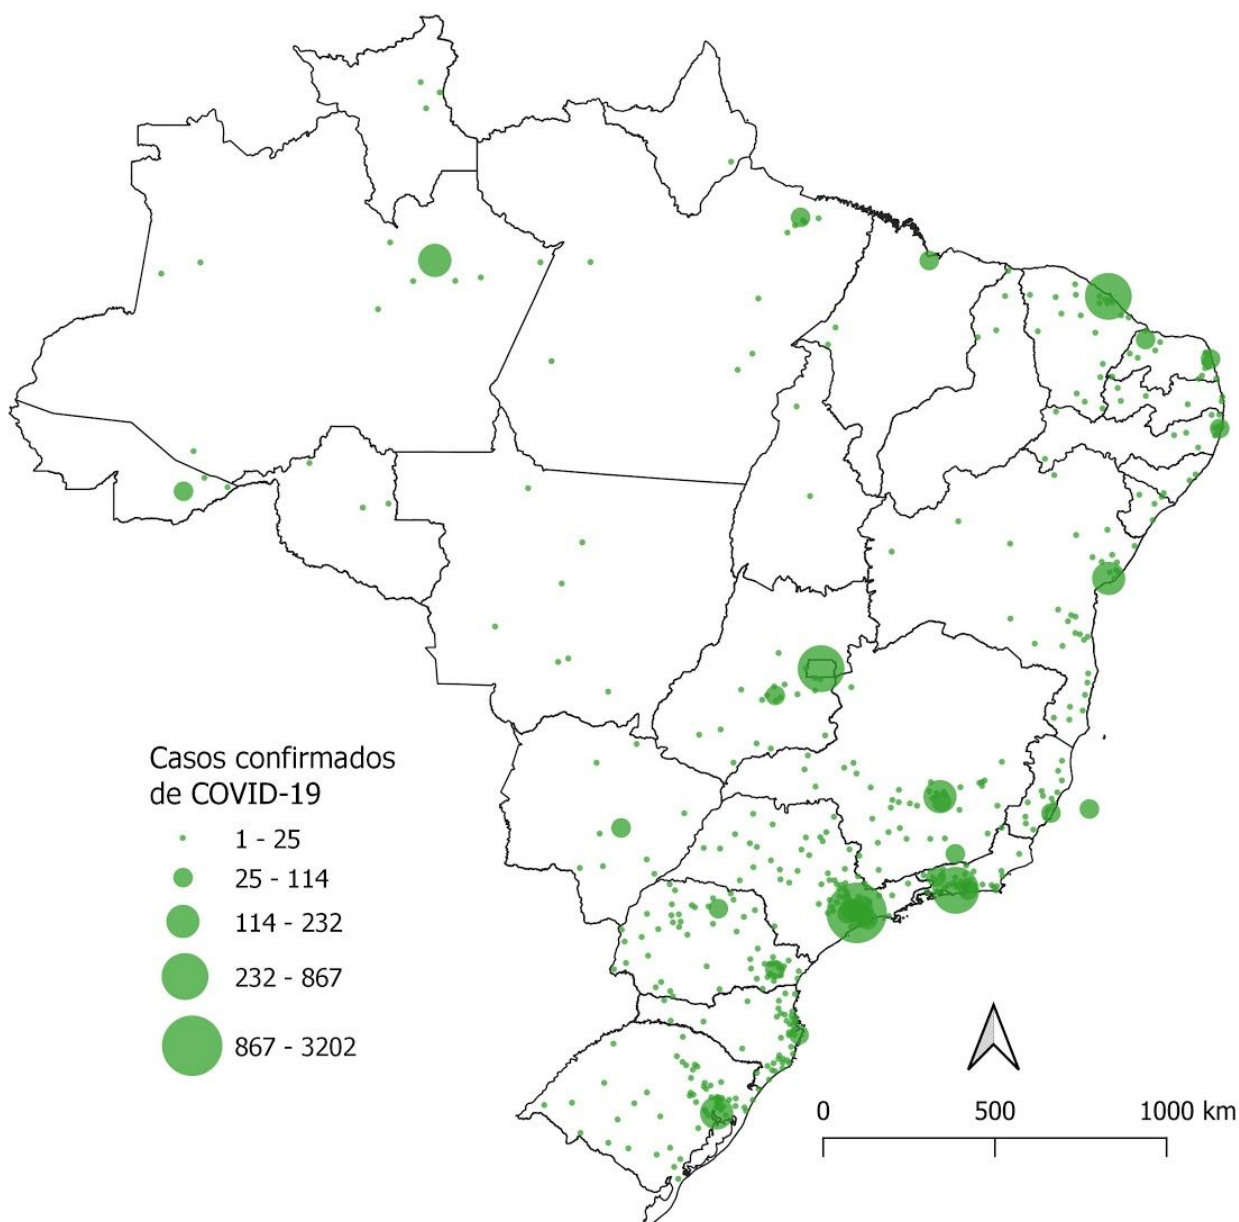 Casos confirmados
de COVID-19
1 - 25
25 - 114
114 - 232
232 - 867
867 - 3202
0 500 1000 km